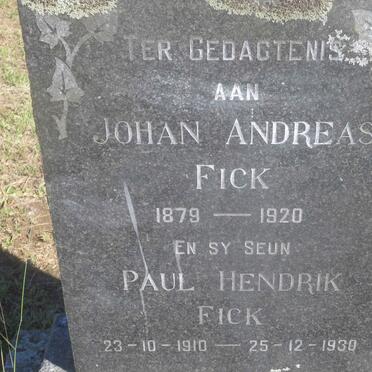 TER GEDAGTENIS
AAN
JOHAN ANDREAS
FICK
1879 — 1920
EN SY SEUN
PAUL HENDRIK
FICK
23-10-1910 — 25-12-1930